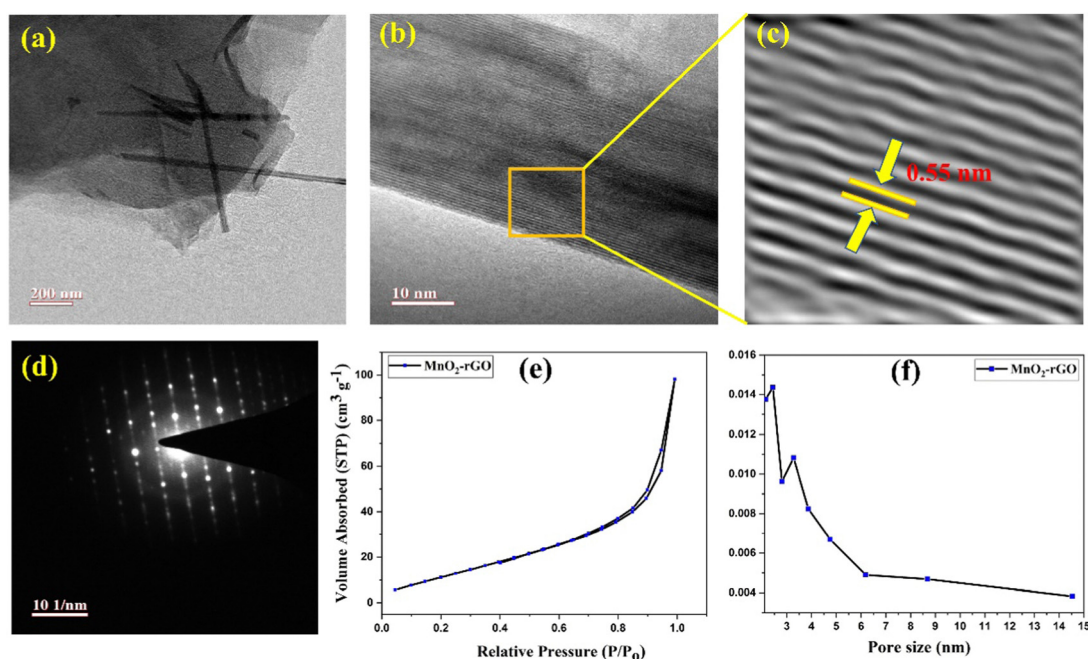 (a)
200 nm
(b)
10 nm
(c)
0.55 nm
(d)
10 1/nm
(e)
MnO2-rGO
Volume Absorbed (STP) (cm3 g-1)
100
80
60
40
20
0
0.0 0.2 0.4 0.6 0.8 1.0
Relative Pressure (P/Po)
(f)
MnO2-rGO
0.016
0.014
0.012
0.010
0.008
0.006
0.004
3 4 5 6 7 8 9 10 11 12 13 14 15
Pore size (nm)